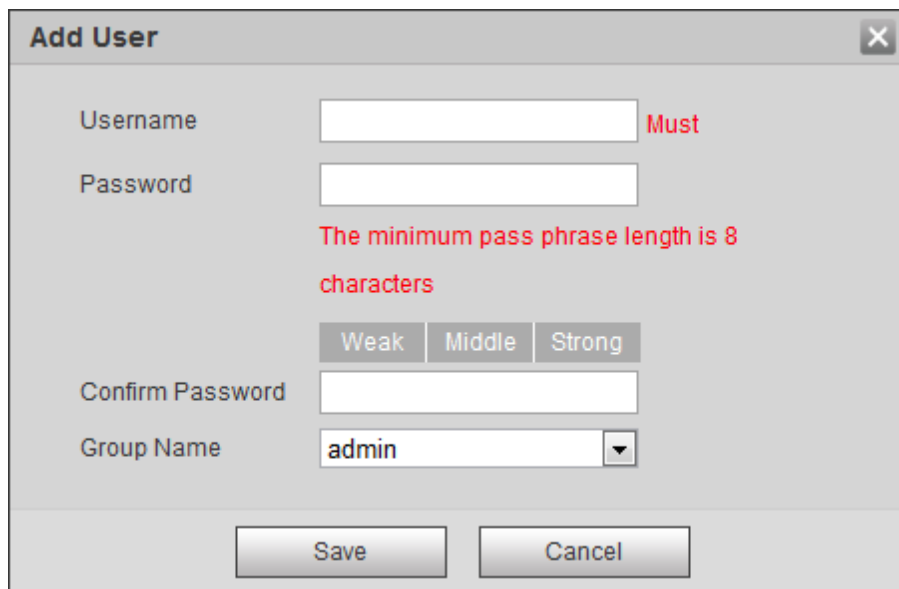 Add User
Username
Must
Password
The minimum pass phrase length is 8
characters
Weak Middle Strong
Confirm Password
Group Name
admin
Save
Cancel